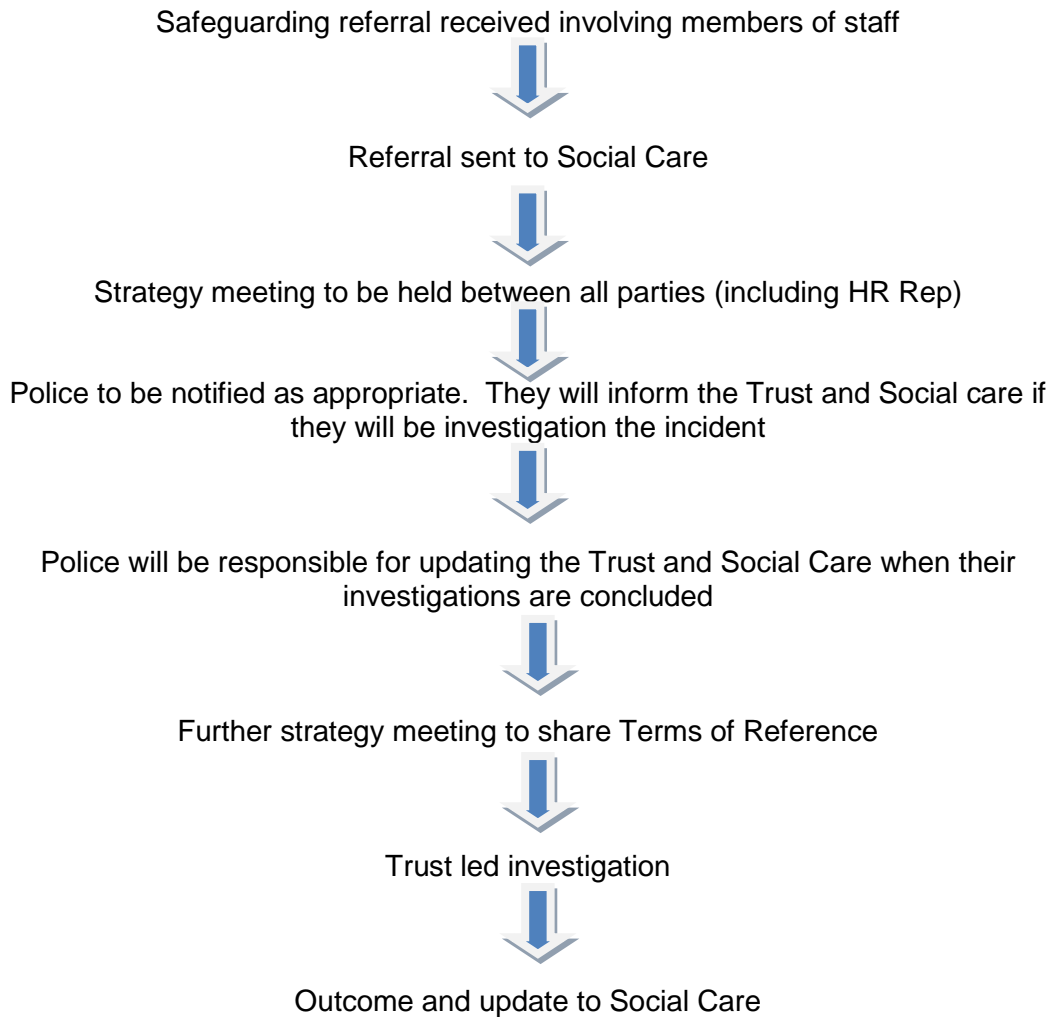 Safeguarding referral received involving members of staff
Referral sent to Social Care
Strategy meeting to be held between all parties (including HR Rep)
Police to be notified as appropriate.  They will inform the Trust and Social care if
they will be investigation the incident
Police will be responsible for updating the Trust and Social Care when their
investigations are concluded
Further strategy meeting to share Terms of Reference
Trust led investigation
Outcome and update to Social Care